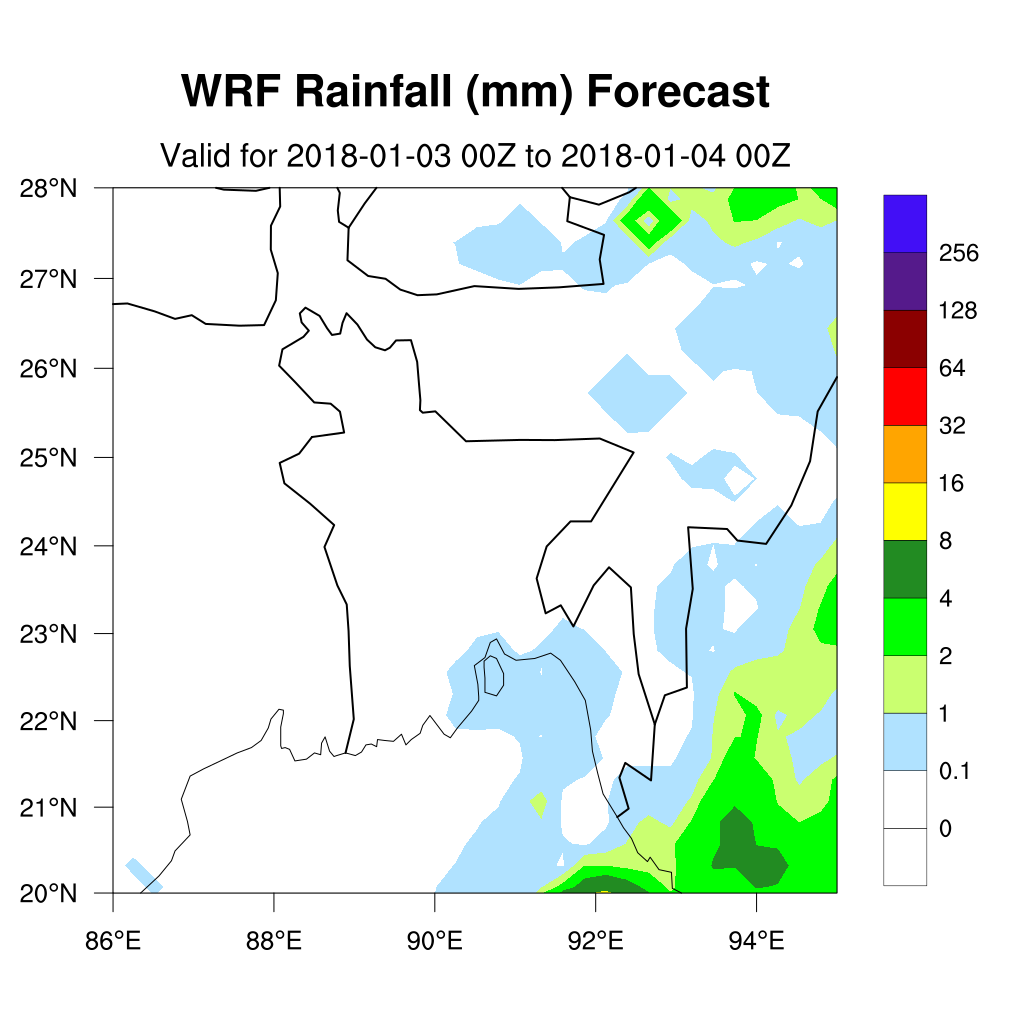 WRF Rainfall (mm) Forecast
Valid for 2018-01-03 00Z to 2018-01-04 00Z
28°N
27°N
26°N
25°N
24°N
23°N
22°N
21°N
20°N
86°E 88°E 90°E 92°E 94°E
256
128
64
32
16
8
4
2
1
0.1
0